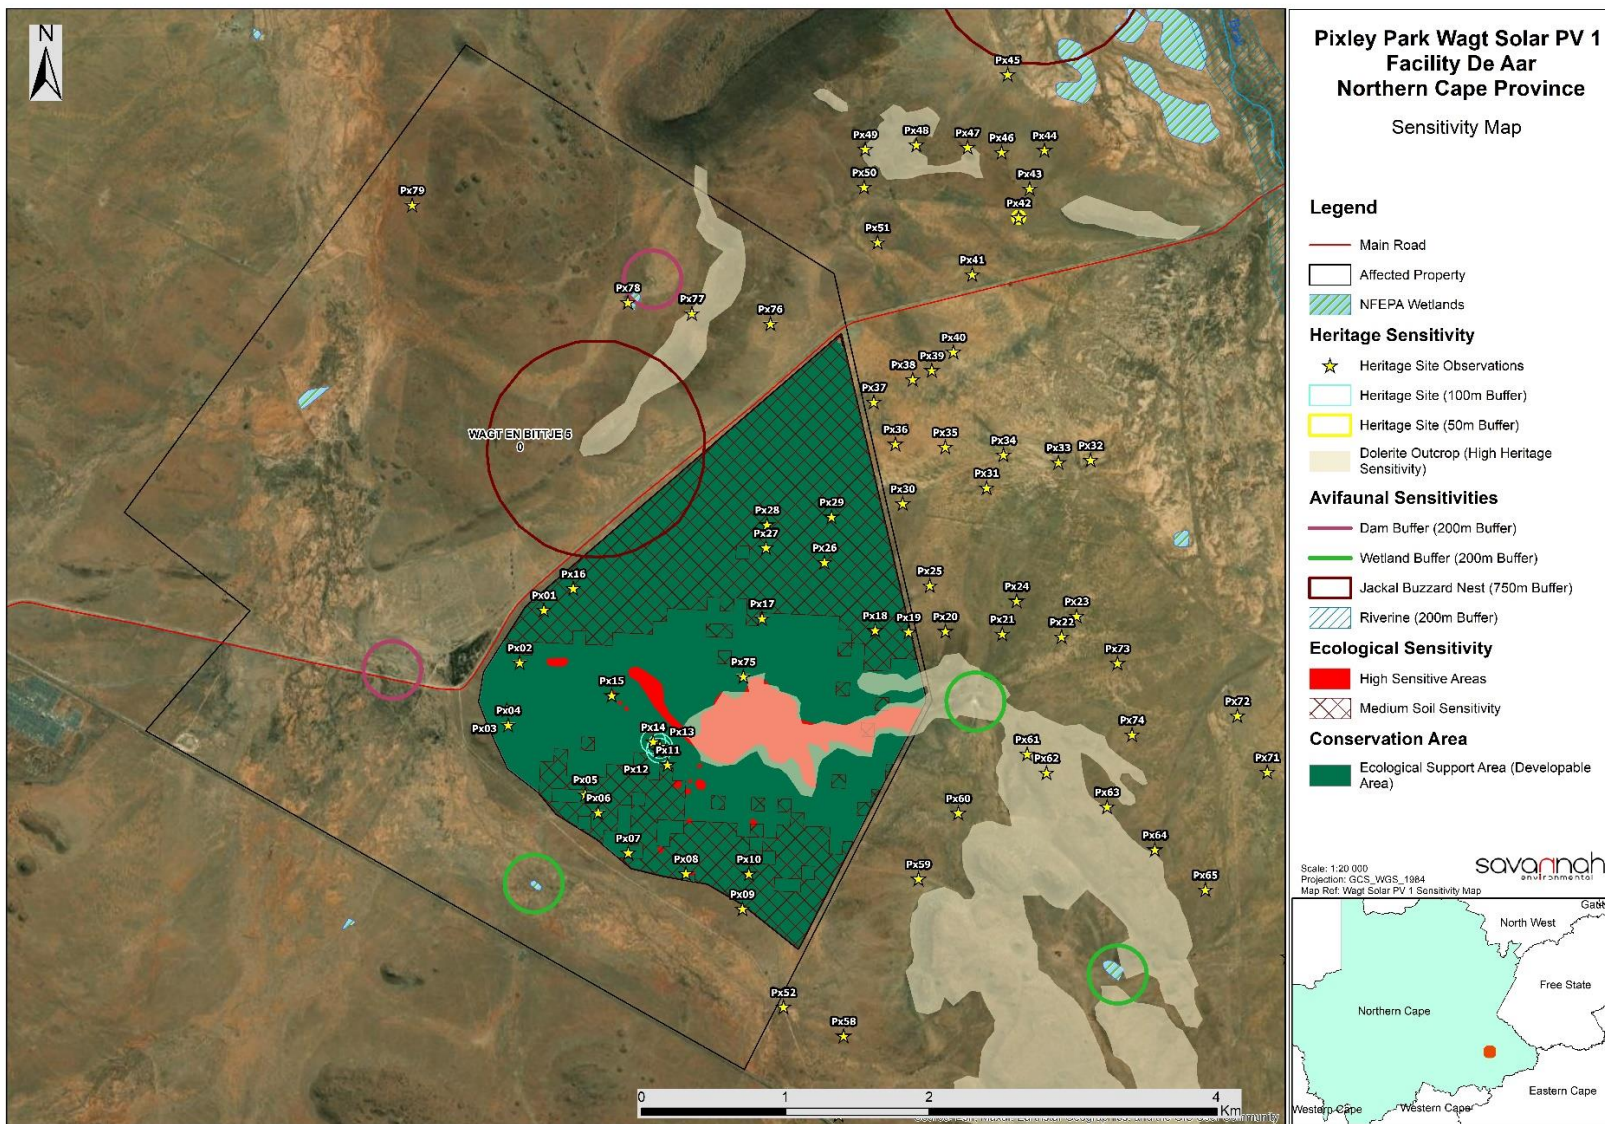 Pixley Park Wagt Solar PV 1
Facility De Aar
Northern Cape Province
Sensitivity Map
Legend
Main Road
Affected Property
NFEPA Wetlands
Heritage Sensitivity
Heritage Site Observations
Heritage Site (100m Buffer)
Heritage Site (50m Buffer)
Dolerite Outcrop (High Heritage
Sensitivity)
Avifaunal Sensitivities
Dam Buffer (200m Buffer)
Wetland Buffer (200m Buffer)
Jackal Buzzard Nest (750m Buffer)
Riverine (200m Buffer)
Ecological Sensitivity
High Sensitive Areas
Medium Soil Sensitivity
Conservation Area
Ecological Support Area (Developable
Area)
Scale: 1:20 000
Projection: GCS_WGS_1984
Map Ref: Wagt Solar PV 1 Sensitivity Map
savannah
environmental
North West
Free State
Northern Cape
Eastern Cape
Western Cape
Western Cape
N
Px45
Px49
Px48
Px47
Px46
Px44
Px50
Px43
Px79
Px42
Px51
Px41
Px78
Px77
Px76
Px40
Px39
Px38
Px37
WAGT EN BITTJE 5
0
Px36
Px35
Px34
Px33
Px32
Px31
Px30
Px29
Px28
Px27
Px26
Px25
Px16
Px01
Px24
Px23
Px17
Px18
Px19
Px20
Px21
Px22
Px02
Px75
Px73
Px15
Px72
Px04
Px03
Px14
Px13
Px74
Px11
Px61
Px12
Px62
Px71
Px05
Px06
Px60
Px63
Px07
Px64
Px08
Px10
Px59
Px65
Px09
Px52
Px58
0
1
2
4
Km